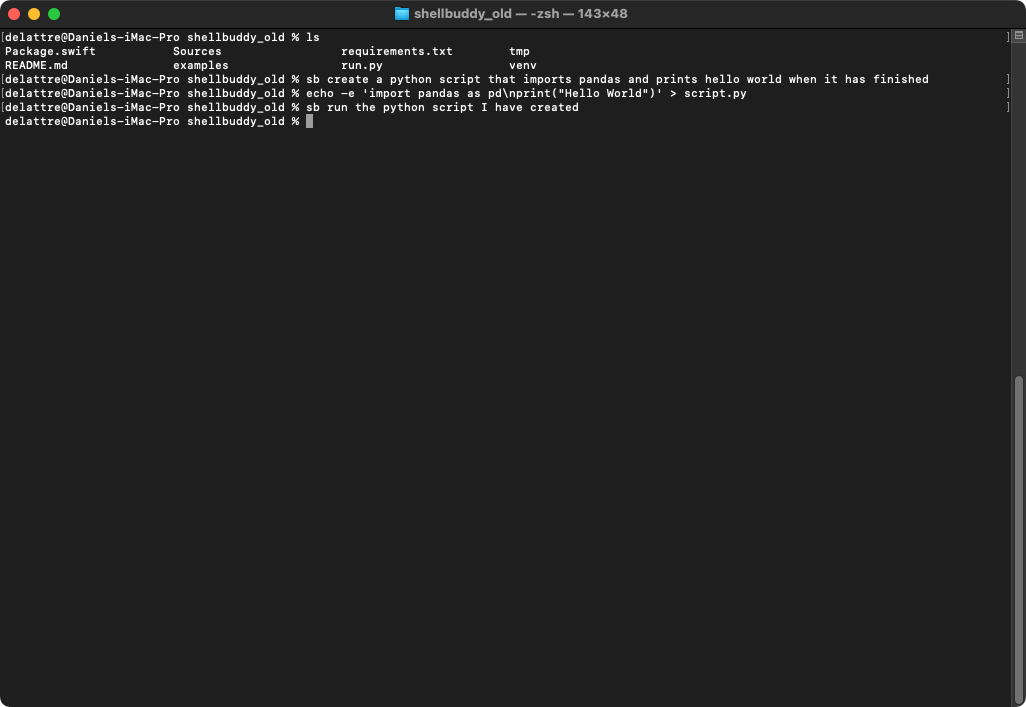 shellbuddy_old — -zsh — 143×48
[delattre@Daniels-iMac-Pro shellbuddy_old % ls ]
Package.swift Sources requirements.txt tmp
README.md examples run.py venv
[delattre@Daniels-iMac-Pro shellbuddy_old % sb create a python script that imports pandas and prints hello world when it has finished ]
[delattre@Daniels-iMac-Pro shellbuddy_old % echo -e 'import pandas as pd\nprint("Hello World")' > script.py ]
[delattre@Daniels-iMac-Pro shellbuddy_old % sb run the python script I have created ]
delattre@Daniels-iMac-Pro shellbuddy_old %